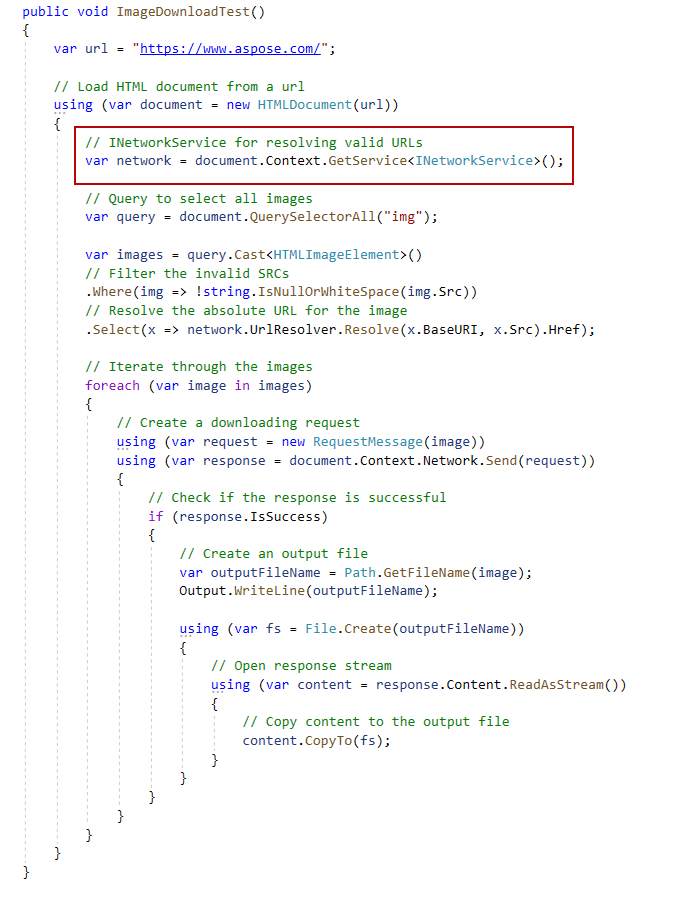 public void ImageDownloadTest()
{
    var url = "https://www.aspose.com/";

    // Load HTML document from a url
    using (var document = new HTMLDocument(url))
    {
        // INetworkService for resolving valid URLs
        var network = document.Context.GetService<INetworkService>();

        // Query to select all images
        var query = document.QuerySelectorAll("img");

        var images = query.Cast<HTMLImageElement>()
        // Filter the invalid SRCs
        .Where(img => !string.IsNullOrWhiteSpace(img.Src))
        // Resolve the absolute URL for the image
        .Select(x => network.UrlResolver.Resolve(x.BaseURI, x.Src).Href);

        // Iterate through the images
        foreach (var image in images)
        {
            // Create a downloading request
            using (var request = new RequestMessage(image))
            using (var response = document.Context.Network.Send(request))
            {
                // Check if the response is successful
                if (response.IsSuccess)
                {
                    // Create an output file
                    var outputFileName = Path.GetFileName(image);
                    Output.WriteLine(outputFileName);

                    using (var fs = File.Create(outputFileName))
                    {
                        // Open response stream
                        using (var content = response.Content.ReadAsStream())
                        {
                            // Copy content to the output file
                            content.CopyTo(fs);
                        }
                    }
                }
            }
        }
    }
}